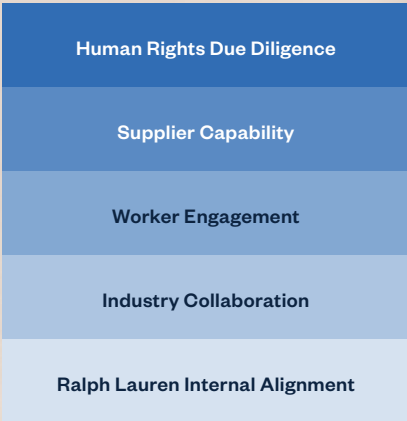 Human Rights Due Diligence
Supplier Capability
Worker Engagement
Industry Collaboration
Ralph Lauren Internal Alignment